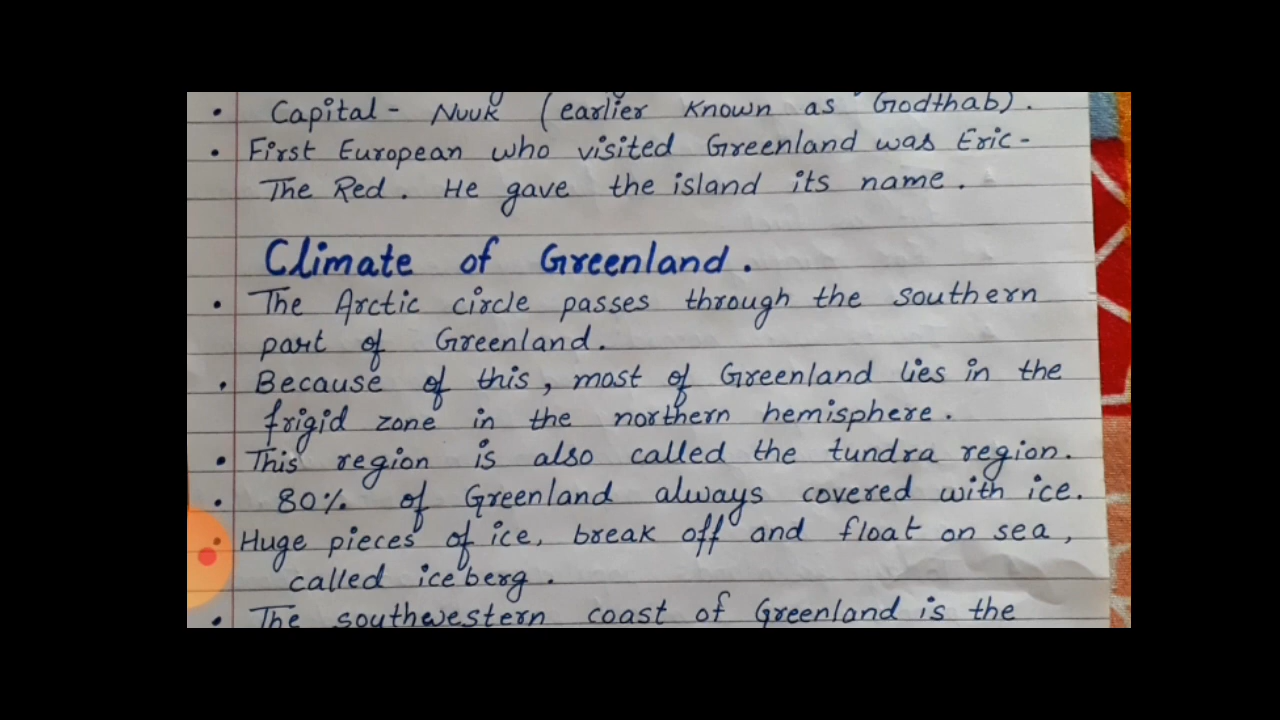 • Capital - Nuuk (earlier known as Godthab).
• First European who visited Greenland was Eric-
The Red. He gave the island its name.
Climate of Greenland.
• The Arctic circle passes through the southern
part of Greenland.
• Because of this, most of Greenland lies in the
frigid zone in the northern hemisphere.
• This region is also called the tundra region.
• 80% of Greenland always covered with ice.
• Huge pieces of ice, break off and float on sea,
called iceberg.
• The southwestern coast of Greenland is the